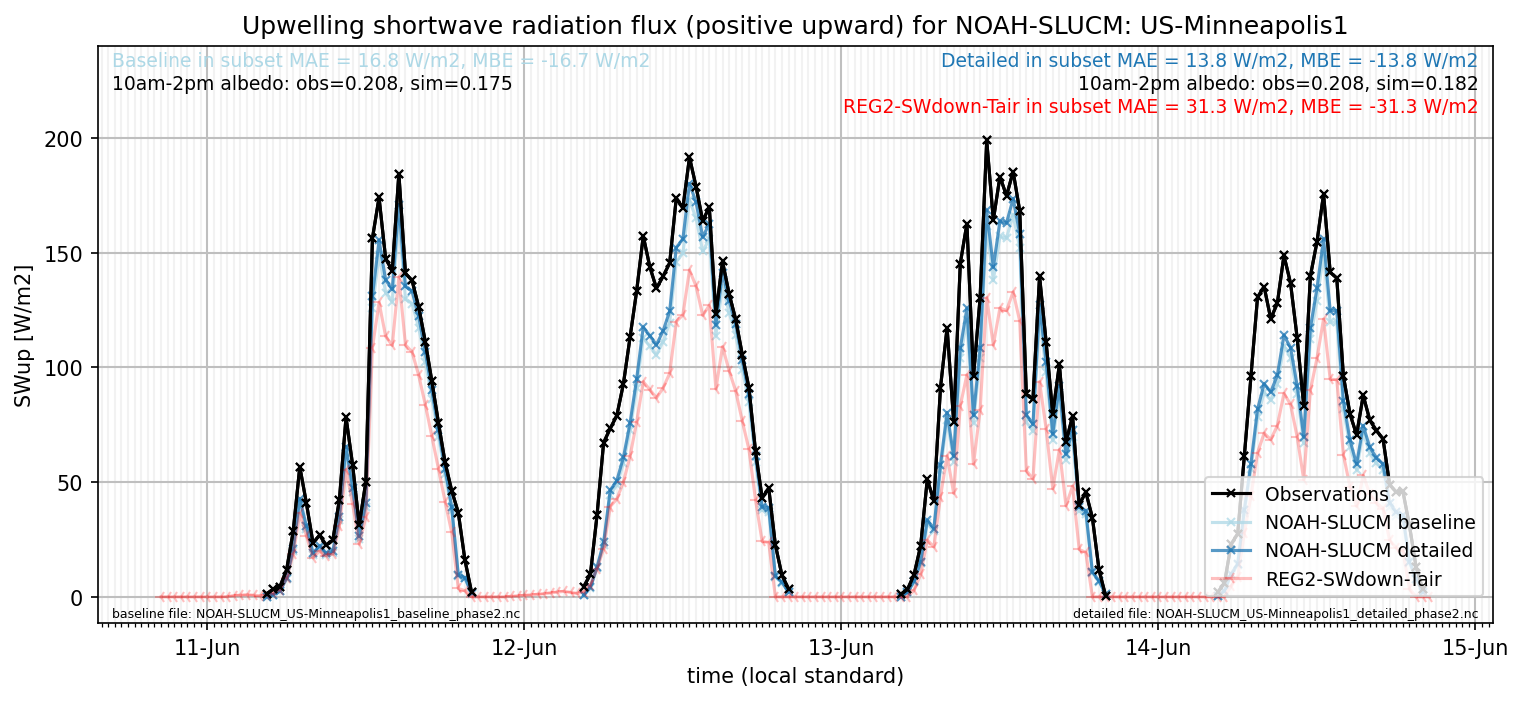 Upwelling shortwave radiation flux (positive upward) for NOAH-SLUCM: US-Minneapolis1
Baseline in subset MAE = 16.8 W/m2, MBE = -16.7 W/m2
10am-2pm albedo: obs=0.208, sim=0.175
Detailed in subset MAE = 13.8 W/m2, MBE = -13.8 W/m2
10am-2pm albedo: obs=0.208, sim=0.182
REG2-SWdown-Tair in subset MAE = 31.3 W/m2, MBE = -31.3 W/m2
SWup [W/m2]
200
150
100
50
0
Observations
NOAH-SLUCM baseline
NOAH-SLUCM detailed
REG2-SWdown-Tair
baseline file: NOAH-SLUCM_US-Minneapolis1_baseline_phase2.nc
detailed file: NOAH-SLUCM_US-Minneapolis1_detailed_phase2.nc
11-Jun
12-Jun
13-Jun
14-Jun
15-Jun
time (local standard)